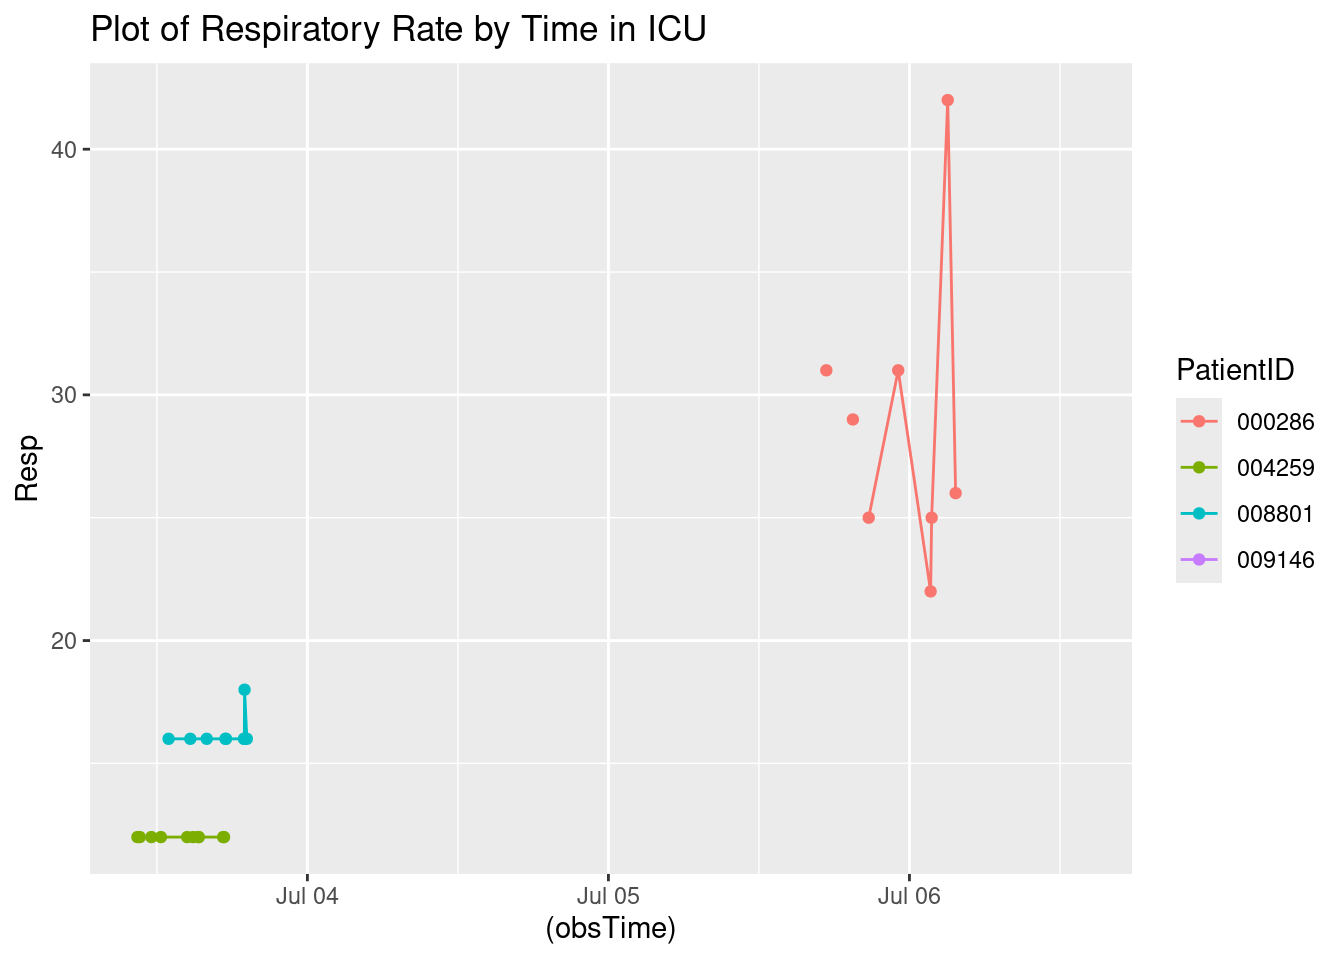 Plot of Respiratory Rate by Time in ICU
40
30
20
Resp
Jul 04
Jul 05
Jul 06
(obsTime)
PatientID
000286
004259
008801
009146